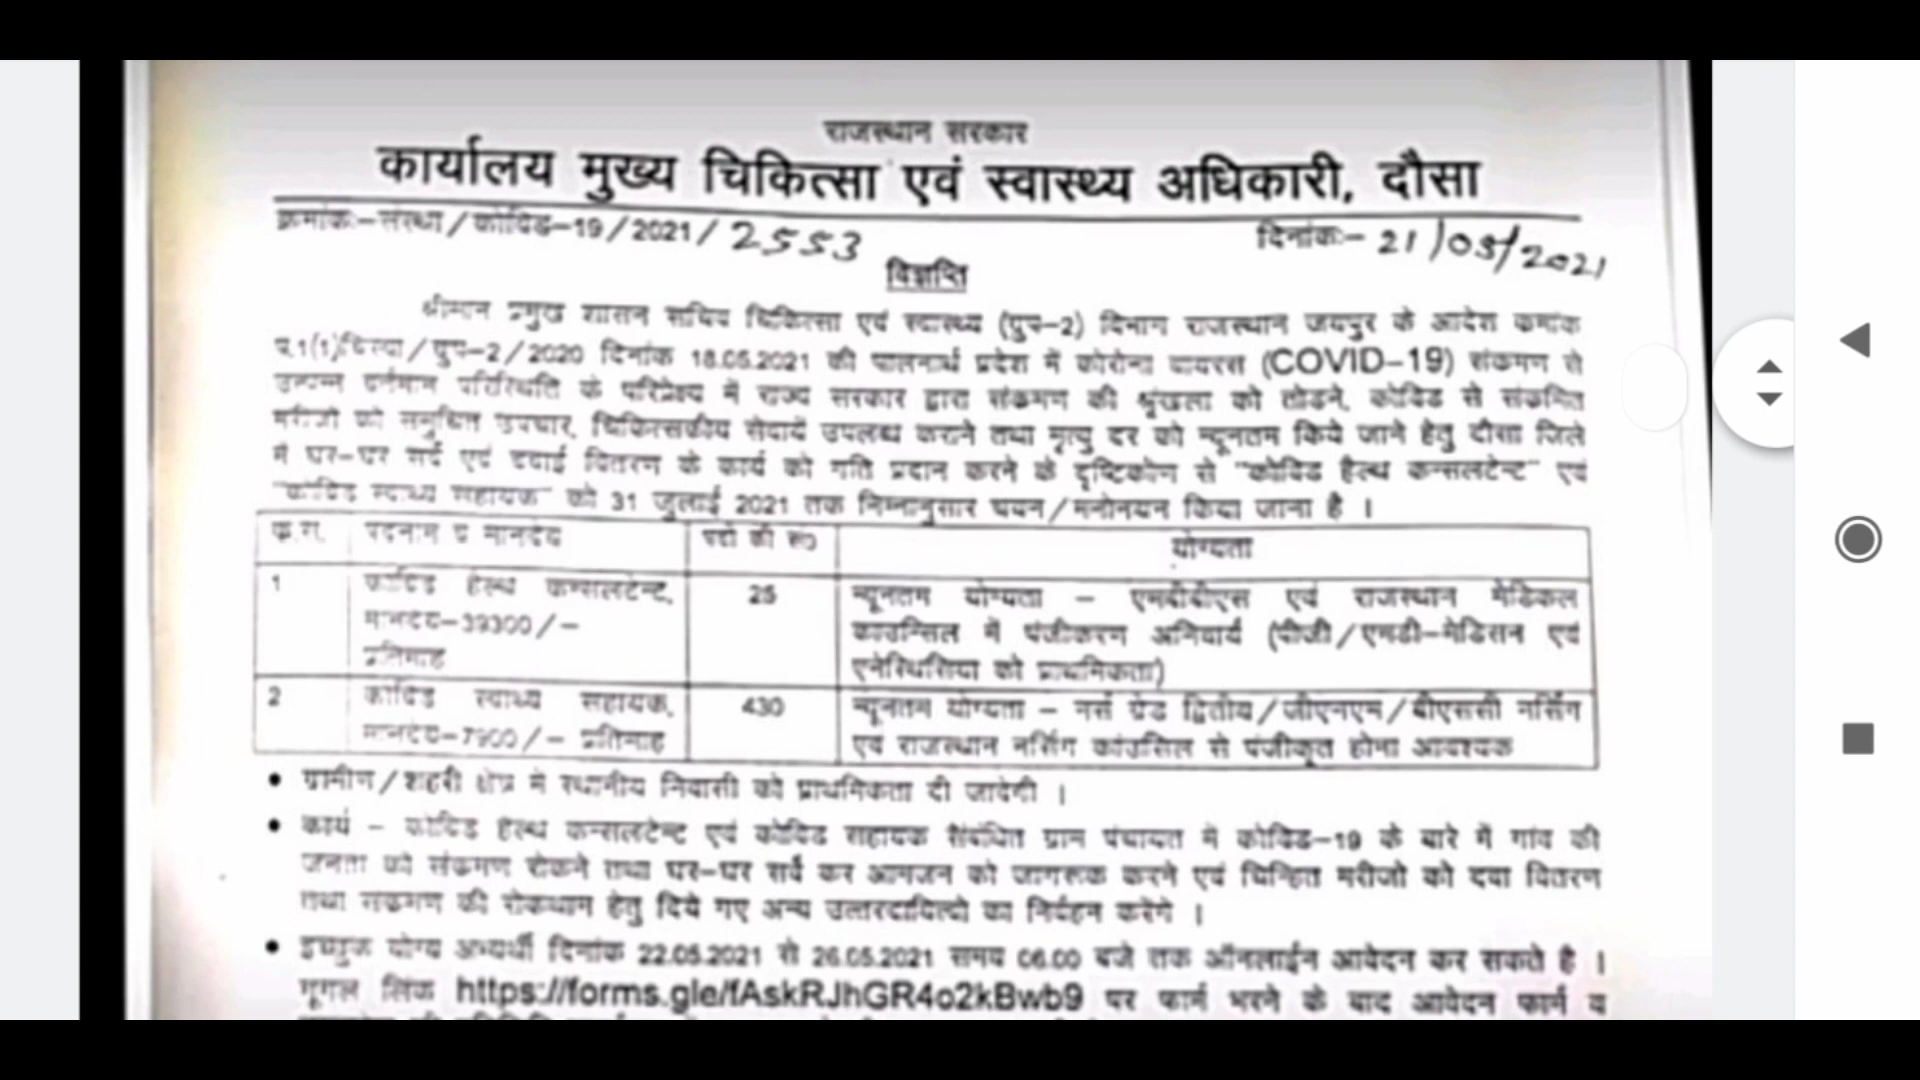 राजस्थान सरकार
कार्यालय मुख्य चिकित्सा एवं स्वास्थ्य अधिकारी, दौसा
क्रमांकः–संस्था/कोविड–19/2021/2553 दिनांकः– 21/05/2021
विज्ञप्ति
श्रीमान प्रमुख शासन सचिव चिकित्सा एवं स्वास्थ्य (ग्रुप–2) विभाग राजस्थान जयपुर के आदेश क्रमांक
प.1(1)चिस्वा/ग्रुप–2/2020 दिनांक 18.05.2021 की पालनार्थ प्रदेश में कोरोना वायरस (COVID–19) संकमण से
उत्पन्न वर्तमान परिस्थिति के परिप्रेक्ष्य में राज्य सरकार द्वारा संकमण की श्रृंखला को तोडने, कोविड से संकमित
मरीजो को समुचित उपचार, चिकित्सकीय सेवायें उपलब्ध कराने तथा मृत्यु दर को न्यूनतम किये जाने हेतु दौसा जिले
में घर–घर सर्वे एवं दवाई वितरण के कार्य को गति प्रदान करने के दृष्टिकोण से "कोविड हैल्थ कन्सलटेन्ट" एवं
"कोविड स्वाथ्य सहायक" को 31 जुलाई 2021 तक निम्नानुसार चयन/मनोनयन किया जाना है ।
क.स. पदनाम व मानदेय पदो की सं0 योग्यता
1 कोविड हेल्थ कन्सलटेन्ट, मानदेय–39300/– प्रतिमाह 25 न्यूनतम योग्यता – एमबीबीएस एवं राजस्थान मेडिकल
काउन्सिल में पंजीकरण अनिवार्य (पीजी/एमडी–मेडिसन एवं
एनेस्थिसिया को प्राथमिकता)
2 कोविड स्वाथ्य सहायक, मानदेय–7900/– प्रतिमाह 430 न्यूनतम योग्यता – नर्स ग्रेड द्वितीय/जीएनएम/बीएससी नर्सिंग
एवं राजस्थान नर्सिंग कांउसिल से पंजीकृत होना आवश्यक
• ग्रामीण/शहरी क्षेत्र मे स्थानीय निवासी को प्राथमिकता दी जावेगी ।
• कार्य – कोविड हेल्थ कन्सलटेन्ट एवं कोविड सहायक संबंधित ग्राम पंचायत में कोविड–19 के बारे में गांव की
जनता को संकमण रोकने तथा घर–घर सर्वे कर आमजन को जागरूक करने एवं चिन्हित मरीजो को दवा वितरण
तथा संकमण की रोकथाम हेतु दिये गए अन्य उत्तरदायित्वो का निर्वहन करेंगे ।
• इच्छुक योग्य अभ्यर्थी दिनांक 22.05.2021 से 26.05.2021 समय 06.00 बजे तक ऑनलाईन आवेदन कर सकते है ।
गूगल लिंक https://forms.gle/fAskRJhGR4o2kBwb9 पर फार्म भरने के बाद आवेदन फार्म व